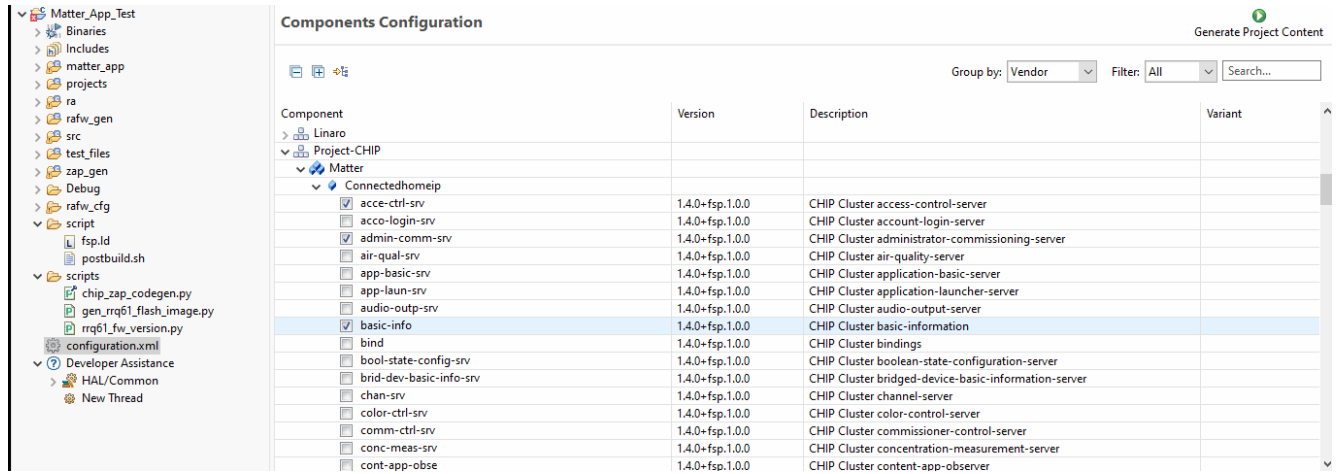 Matter_App_Test
Binaries
Includes
matter_app
projects
ra
rafw_gen
src
test_files
zap_gen
Debug
rafw_cfg
script
fsp.ld
postbuild.sh
scripts
chip_zap_codegen.py
gen_rrq61_flash_image.py
rrq61_fw_version.py
configuration.xml
Developer Assistance
HAL/Common
New Thread
Components Configuration
Generate Project Content
Group by: Vendor Filter: All Search...
Component Version Description Variant
Linaro
Project-CHIP
Matter
Connectedhomeip
acce-ctrl-srv 1.4.0+fsp.1.0.0 CHIP Cluster access-control-server
acco-login-srv 1.4.0+fsp.1.0.0 CHIP Cluster account-login-server
admin-comm-srv 1.4.0+fsp.1.0.0 CHIP Cluster administrator-commissioning-server
air-qual-srv 1.4.0+fsp.1.0.0 CHIP Cluster air-quality-server
app-basic-srv 1.4.0+fsp.1.0.0 CHIP Cluster application-basic-server
app-laun-srv 1.4.0+fsp.1.0.0 CHIP Cluster application-launcher-server
audio-outp-srv 1.4.0+fsp.1.0.0 CHIP Cluster audio-output-server
basic-info 1.4.0+fsp.1.0.0 CHIP Cluster basic-information
bind 1.4.0+fsp.1.0.0 CHIP Cluster bindings
bool-state-config-srv 1.4.0+fsp.1.0.0 CHIP Cluster boolean-state-configuration-server
brid-dev-basic-info-srv 1.4.0+fsp.1.0.0 CHIP Cluster bridged-device-basic-information-server
chan-srv 1.4.0+fsp.1.0.0 CHIP Cluster channel-server
color-ctrl-srv 1.4.0+fsp.1.0.0 CHIP Cluster color-control-server
comm-ctrl-srv 1.4.0+fsp.1.0.0 CHIP Cluster commissioner-control-server
conc-meas-srv 1.4.0+fsp.1.0.0 CHIP Cluster concentration-measurement-server
cont-app-obse 1.4.0+fsp.1.0.0 CHIP Cluster content-app-observer